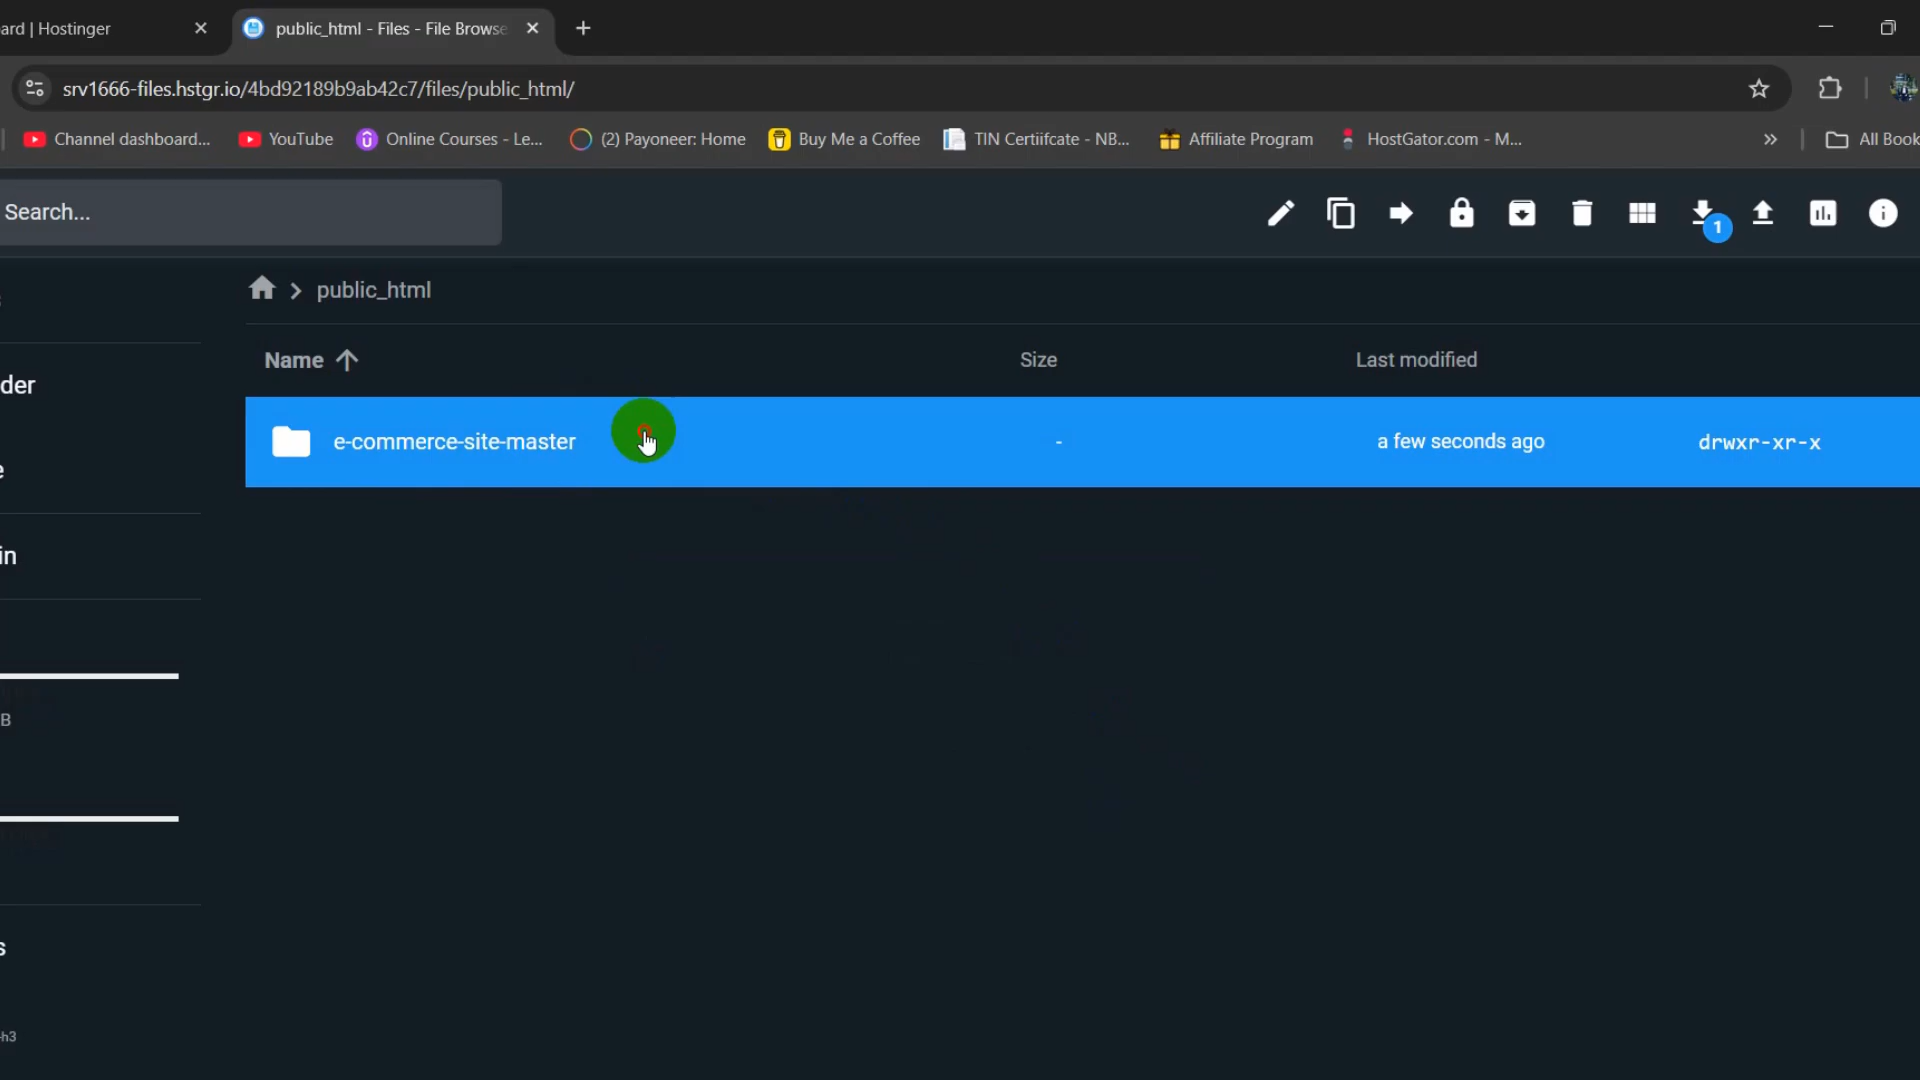 ard | Hostinger
public_html - Files - File Browse
srv1666-files.hstgr.io/4bd92189b9ab42c7/files/public_html/
Channel dashboard...
YouTube
Online Courses - Le...
(2) Payoneer: Home
Buy Me a Coffee
TIN Certiifcate - NB...
Affiliate Program
HostGator.com - M...
»
All Book
Search...
1
public_html
der
Name
Size
Last modified
e-commerce-site-master
-
a few seconds ago
drwxr-xr-x
e
in
B
s
-h3